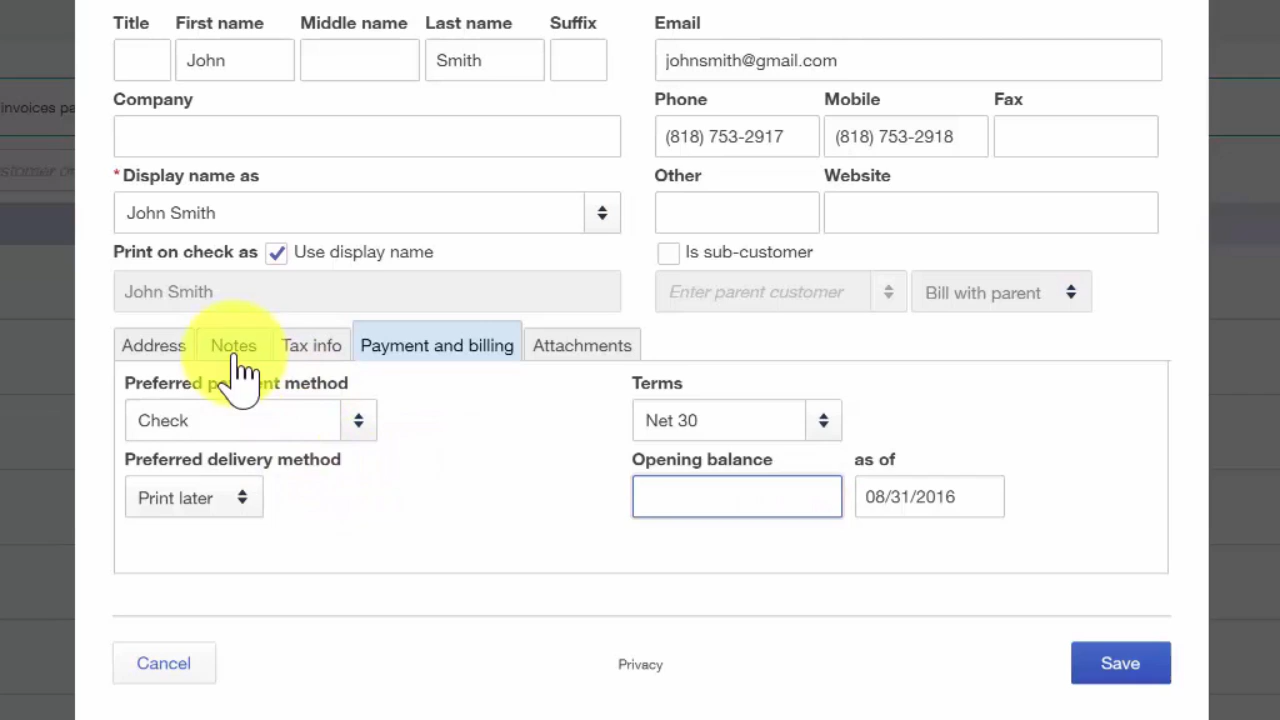 Title First name Middle name Last name Suffix Email
John Smith johnsmith@gmail.com
Company Phone Mobile Fax
invoices pa
(818) 753-2917 (818) 753-2918
* Display name as Other Website
John Smith
Print on check as Use display name Is sub-customer
John Smith Enter parent customer Bill with parent
Address Notes Tax info Payment and billing Attachments
Preferred nt method Terms
Check Net 30
Preferred delivery method Opening balance as of
Print later 08/31/2016
Cancel Privacy Save